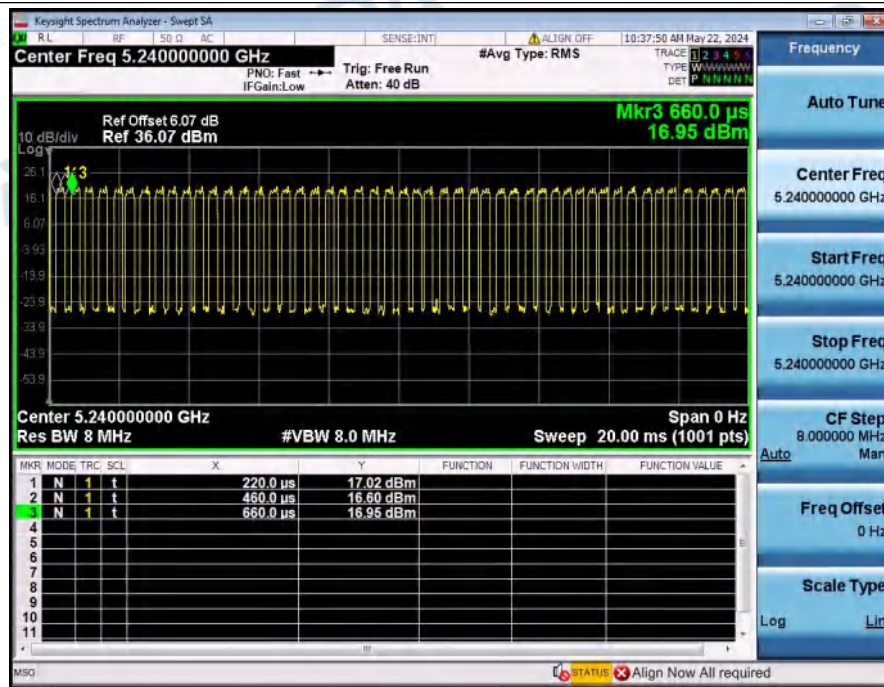 Keysight Spectrum Analyzer - Swept SA
RL RF 50 Ω AC SENSE:INT ALIGN OFF 10:37:50 AM May 22, 2024
Center Freq 5.240000000 GHz
PNO: Fast
IFGain:Low
Trig: Free Run
Atten: 40 dB
#Avg Type: RMS
TRACE 1 2 3 4 5 6
TYPE WWWWWW
DET P N N N N N
Ref Offset 6.07 dB
Ref 36.07 dBm
Mkr3 660.0 µs
16.95 dBm
10 dB/div
Log
26.1
16.1
6.07
-3.93
-13.9
-23.9
-33.9
-43.9
-53.9
3
Center 5.240000000 GHz
Span 0 Hz
Res BW 8 MHz
#VBW 8.0 MHz
Sweep 20.00 ms (1001 pts)
MKR MODE TRC SCL X Y FUNCTION FUNCTION WIDTH FUNCTION VALUE
1 N 1 t 220.0 µs 17.02 dBm
2 N 1 t 460.0 µs 16.60 dBm
3 N 1 t 660.0 µs 16.95 dBm
4
5
6
7
8
9
10
11
MSG
STATUS
Align Now All required
Frequency
Auto Tune
Center Freq
5.240000000 GHz
Start Freq
5.240000000 GHz
Stop Freq
5.240000000 GHz
CF Step
8.000000 MHz
Auto Man
Freq Offset
0 Hz
Scale Type
Log Lin